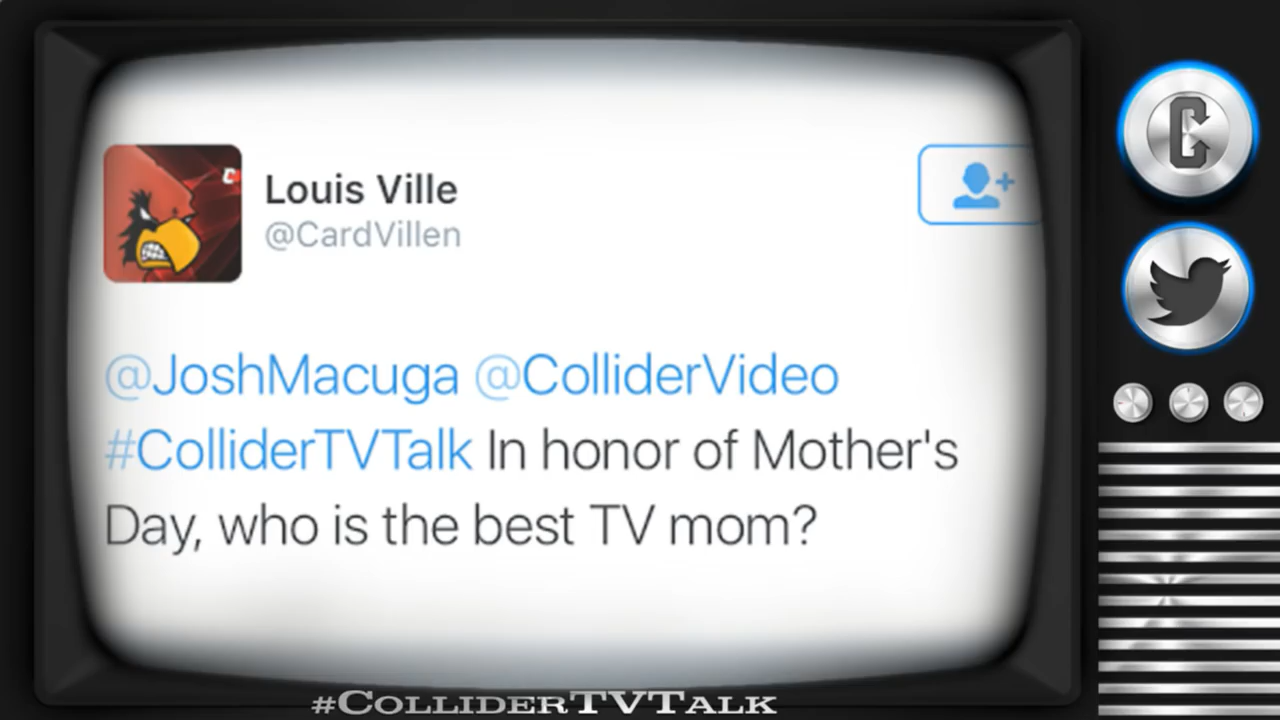 Louis Ville
@CardVillen
@JoshMacuga @ColliderVideo
#ColliderTVTalk In honor of Mother's
Day, who is the best TV mom?
#COLLIDERTVTALK